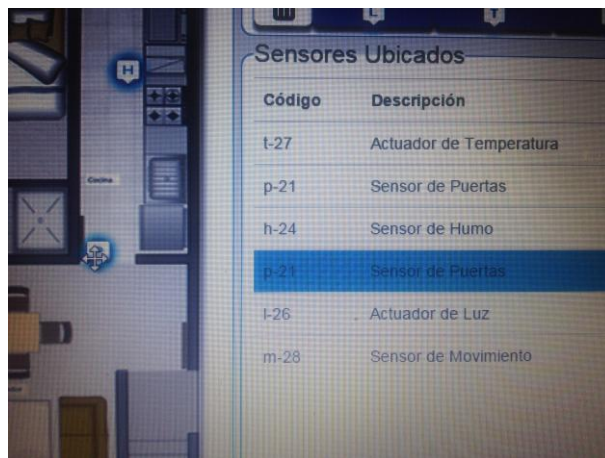 L
T
H
Sensores Ubicados
Código Descripción
t-27 Actuador de Temperatura
p-21 Sensor de Puertas
h-24 Sensor de Humo
p-21 Sensor de Puertas
l-26 Actuador de Luz
m-28 Sensor de Movimiento
Cocina